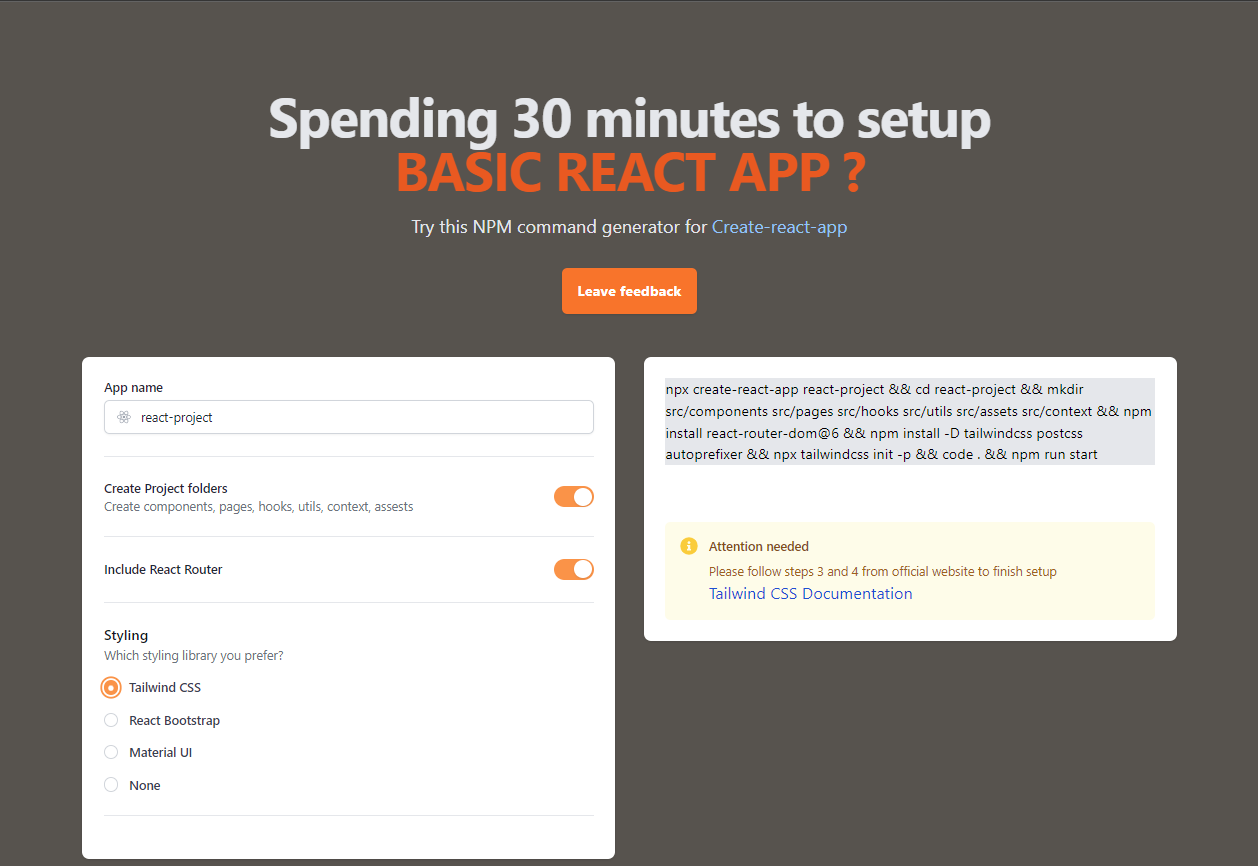 Spending 30 minutes to setup
BASIC REACT APP ?
Try this NPM command generator for Create-react-app
Leave feedback
App name
react-project
Create Project folders
Create components, pages, hooks, utils, context, assests
Include React Router
Styling
Which styling library you prefer?
Tailwind CSS
React Bootstrap
Material UI
None
npx create-react-app react-project && cd react-project && mkdir
src/components src/pages src/hooks src/utils src/assets src/context && npm
install react-router-dom@6 && npm install -D tailwindcss postcss
autoprefixer && npx tailwindcss init -p && code . && npm run start
Attention needed
Please follow steps 3 and 4 from official website to finish setup
Tailwind CSS Documentation